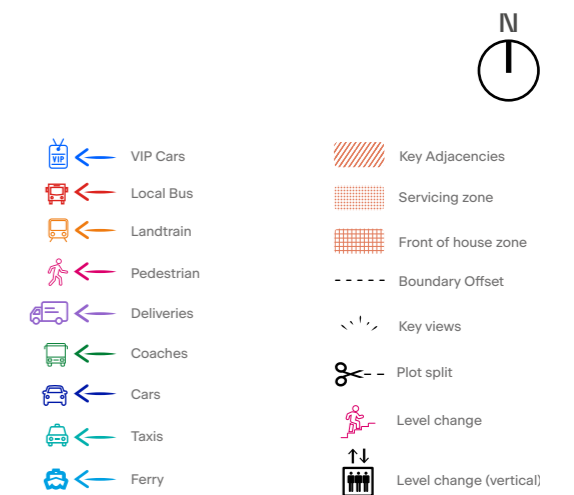 N
VIP
VIP Cars
Local Bus
Landtrain
Pedestrian
Deliveries
Coaches
Cars
Taxis
Ferry
Key Adjacencies
Servicing zone
Front of house zone
Boundary Offset
Key views
Plot split
Level change
Level change (vertical)